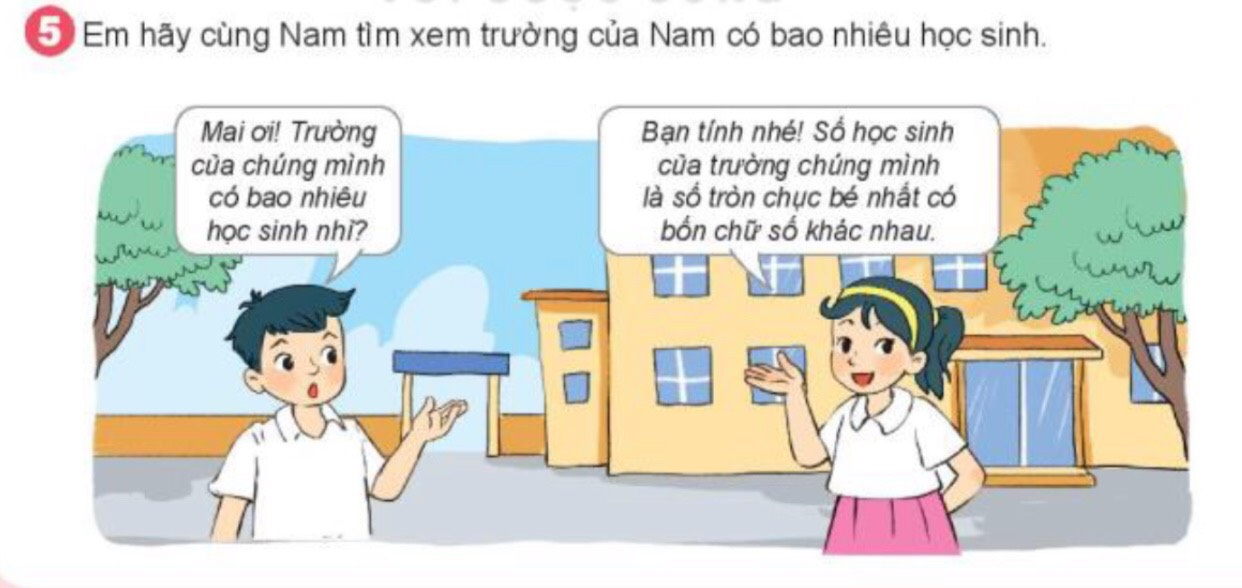 5 Em hãy cùng Nam tìm xem trường của Nam có bao nhiêu học sinh.
Mai ơi! Trường
của chúng mình
có bao nhiêu
học sinh nhỉ?
Bạn tính nhé! Số học sinh
của trường chúng mình
là số tròn chục bé nhất có
bốn chữ số khác nhau.